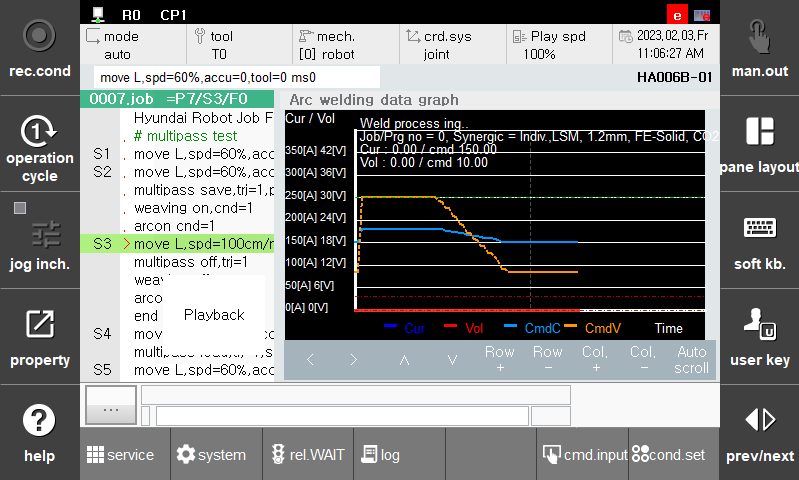 R0 CP1 e
mode auto
tool T0
mech. [0] robot
crd.sys joint
Play spd 100%
2023,02,03,Fr 11:06:27 AM
rec.cond
man.out
move L,spd=60%,accu=0,tool=0 ms0
HA006B-01
0007.job =P7/S3/F0
Arc welding data graph
Hyundai Robot Job F
# multipass test
S1 move L,spd=60%,acc
S2 move L,spd=60%,acc
multipass save,trj=1,p
weaving on,cnd=1
arcon cnd=1
S3 >move L,spd=100cm/r
multipass off,trj=1
weav
arco
end
S4 mov
S5 move L,spd=60%,acc
Playback
Cur / Vol
Weld process ing..
Job/Prg no = 0, Synergic = Indiv.,LSM, 1.2mm, FE-Solid, CO2
Cur : 0.00 / cmd 150.00
Vol : 0.00 / cmd 10.00
350[A] 42[V]
300[A] 36[V]
250[A] 30[V]
200[A] 24[V]
150[A] 18[V]
100[A] 12[V]
50[A] 6[V]
0[A] 0[V]
Cur Vol CmdC CmdV Time
< > ∧ ∨ Row + Row - Col, + Col, - Auto scroll
operation cycle
jog inch.
property
help
pane layout
soft kb.
user key
U
prev/next
...
service
system
rel.WAIT
log
cmd.input
cond.set